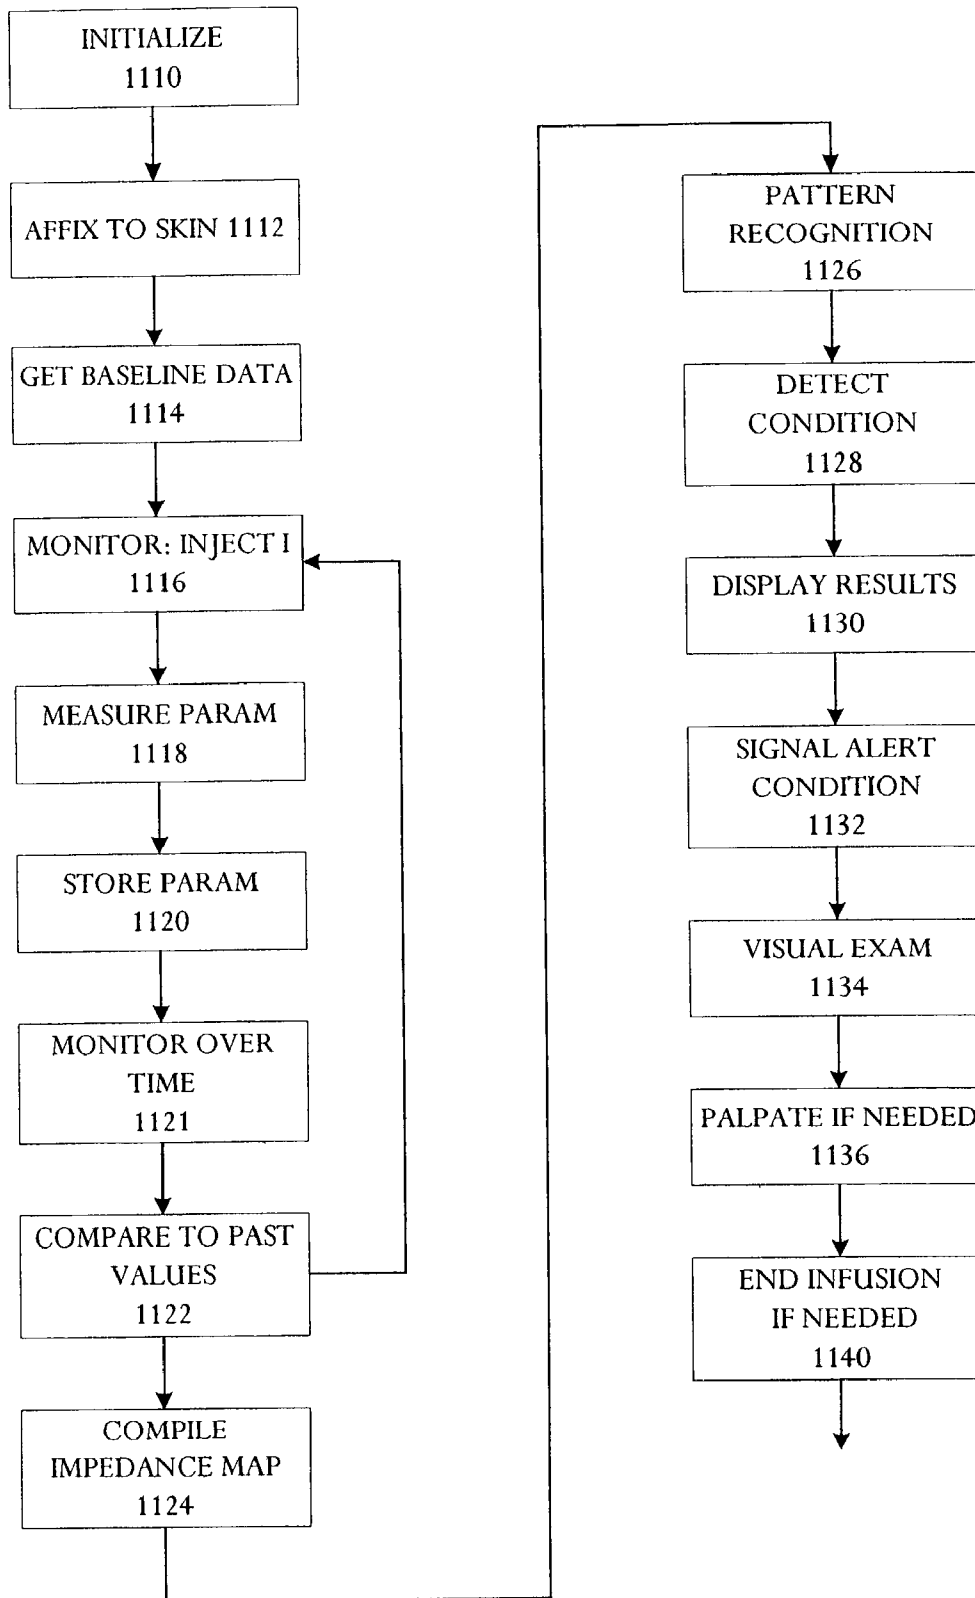 INITIALIZE
1110
AFFIX TO SKIN 1112
GET BASELINE DATA
1114
MONITOR: INJECT I
1116
MEASURE PARAM
1118
STORE PARAM
1120
MONITOR OVER
TIME
1121
COMPARE TO PAST
VALUES
1122
COMPILE
IMPEDANCE MAP
1124
PATTERN
RECOGNITION
1126
DETECT
CONDITION
1128
DISPLAY RESULTS
1130
SIGNAL ALERT
CONDITION
1132
VISUAL EXAM
1134
PALPATE IF NEEDED
1136
END INFUSION
IF NEEDED
1140